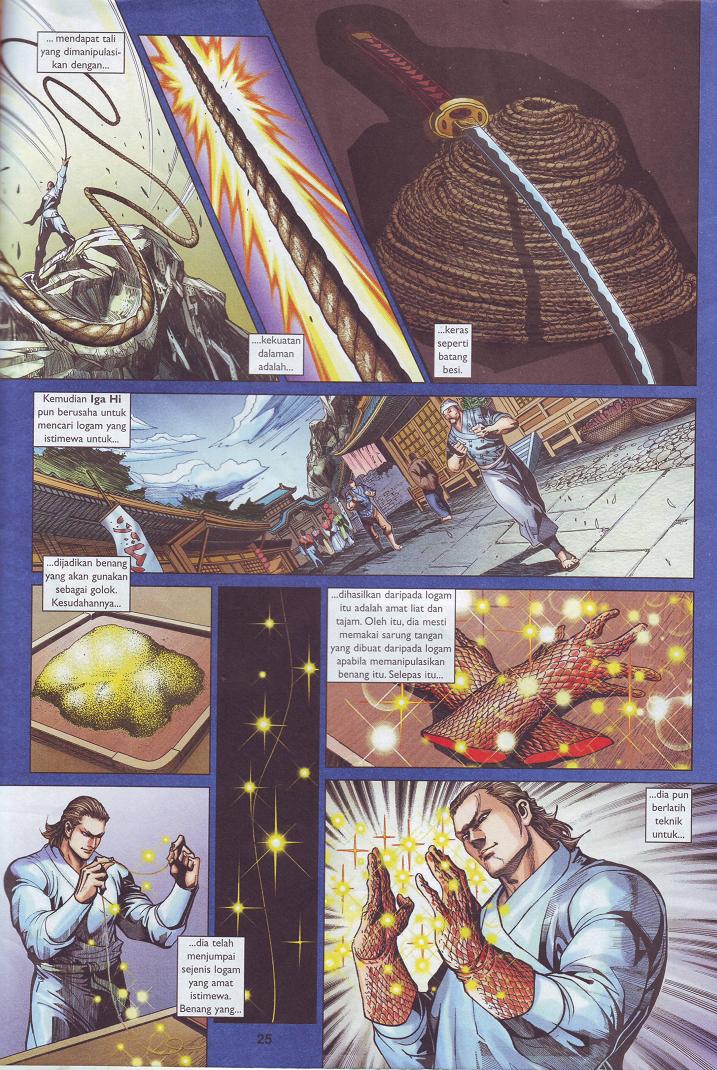 ... mendapat tali
yang dimanipulasi-
kan dengan...
....kekuatan
dalaman
adalah...
...keras
seperti
batang
besi.
Kemudian Iga Hi
pun berusaha untuk
mencari logam yang
istimewa untuk...
...dijadikan benang
yang akan gunakan
sebagai golok.
Kesudahannya...
...dia telah
menjumpai
sejenis logam
yang amat
istimewa.
Benang yang...
...dihasilkan daripada logam
itu adalah amat liat dan
tajam. Oleh itu, dia mesti
memakai sarung tangan
yang dibuat daripada logam
apabila memanipulasikan
benang itu. Selepas itu...
...dia pun
berlatih
teknik
untuk...
25